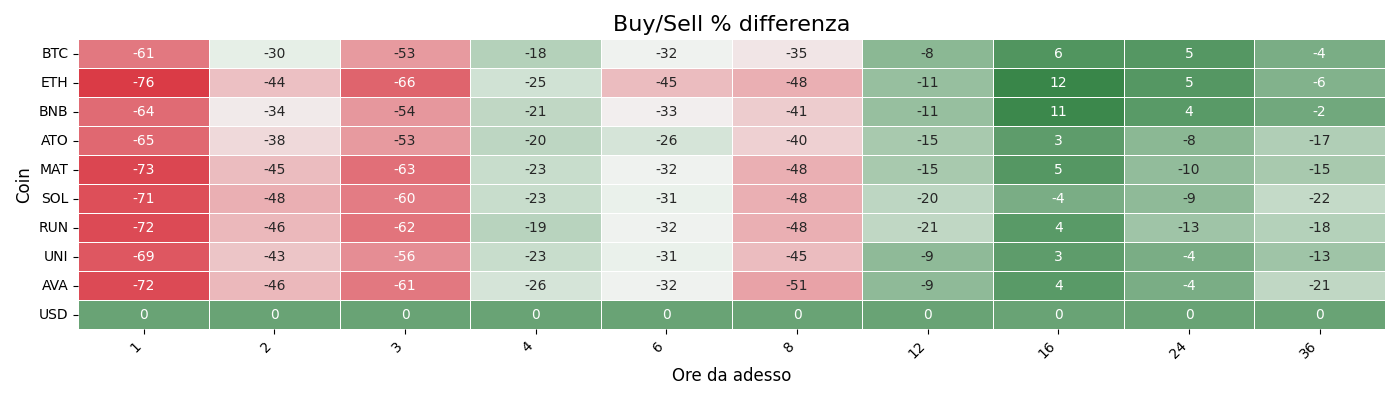 Buy/Sell % differenza
Coin
BTC -61 -30 -53 -18 -32 -35 -8 6 5 -4
ETH -76 -44 -66 -25 -45 -48 -11 12 5 -6
BNB -64 -34 -54 -21 -33 -41 -11 11 4 -2
ATO -65 -38 -53 -20 -26 -40 -15 3 -8 -17
MAT -73 -45 -63 -23 -32 -48 -15 5 -10 -15
SOL -71 -48 -60 -23 -31 -48 -20 -4 -9 -22
RUN -72 -46 -62 -19 -32 -48 -21 4 -13 -18
UNI -69 -43 -56 -23 -31 -45 -9 3 -4 -13
AVA -72 -46 -61 -26 -32 -51 -9 4 -4 -21
USD 0 0 0 0 0 0 0 0 0 0
1 2 3 4 6 8 12 16 24 36
Ore da adesso